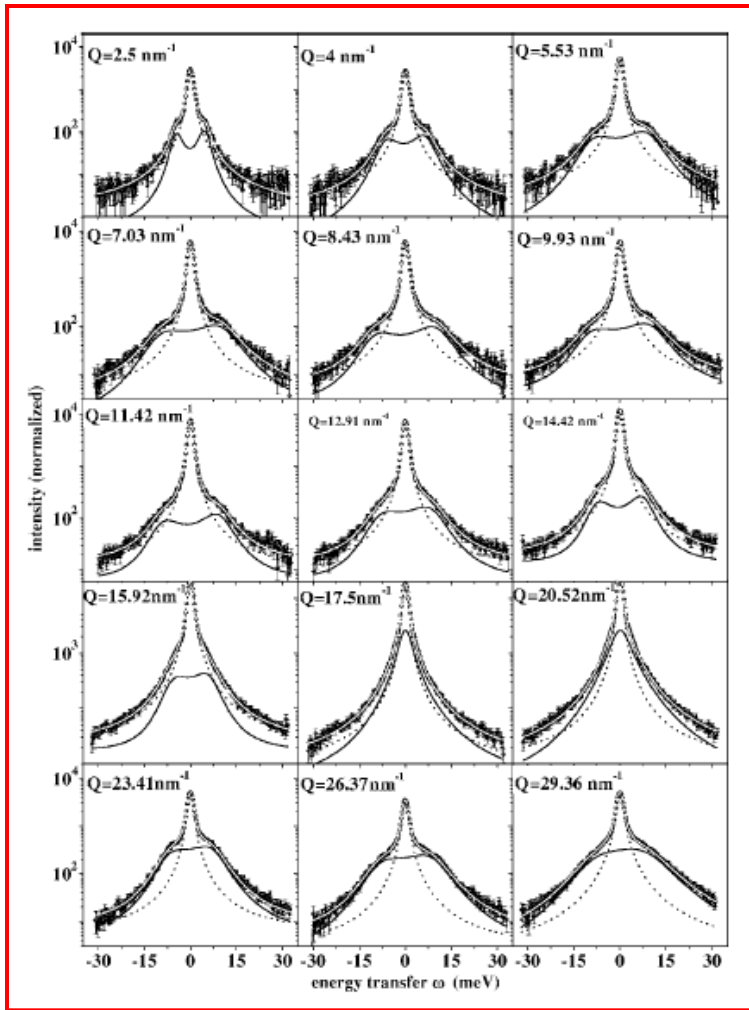 10⁴
Q=2.5 nm⁻¹
Q=4 nm⁻¹
Q=5.53 nm⁻¹
10²
10⁴
Q=7.03 nm⁻¹
Q=8.43 nm⁻¹
Q=9.93 nm⁻¹
10²
10⁴
Q=11.42 nm⁻¹
Q=12.91 nm⁻¹
Q=14.42 nm⁻¹
10²
intensity (normalized)
Q=15.92nm⁻¹
Q=17.5nm⁻¹
Q=20.52nm⁻¹
10³
10⁴
Q=23.41nm⁻¹
Q=26.37nm⁻¹
Q=29.36 nm⁻¹
10²
-30 -15 0 15 30 -30 -15 0 15 30 -30 -15 0 15 30
energy transfer ω (meV)